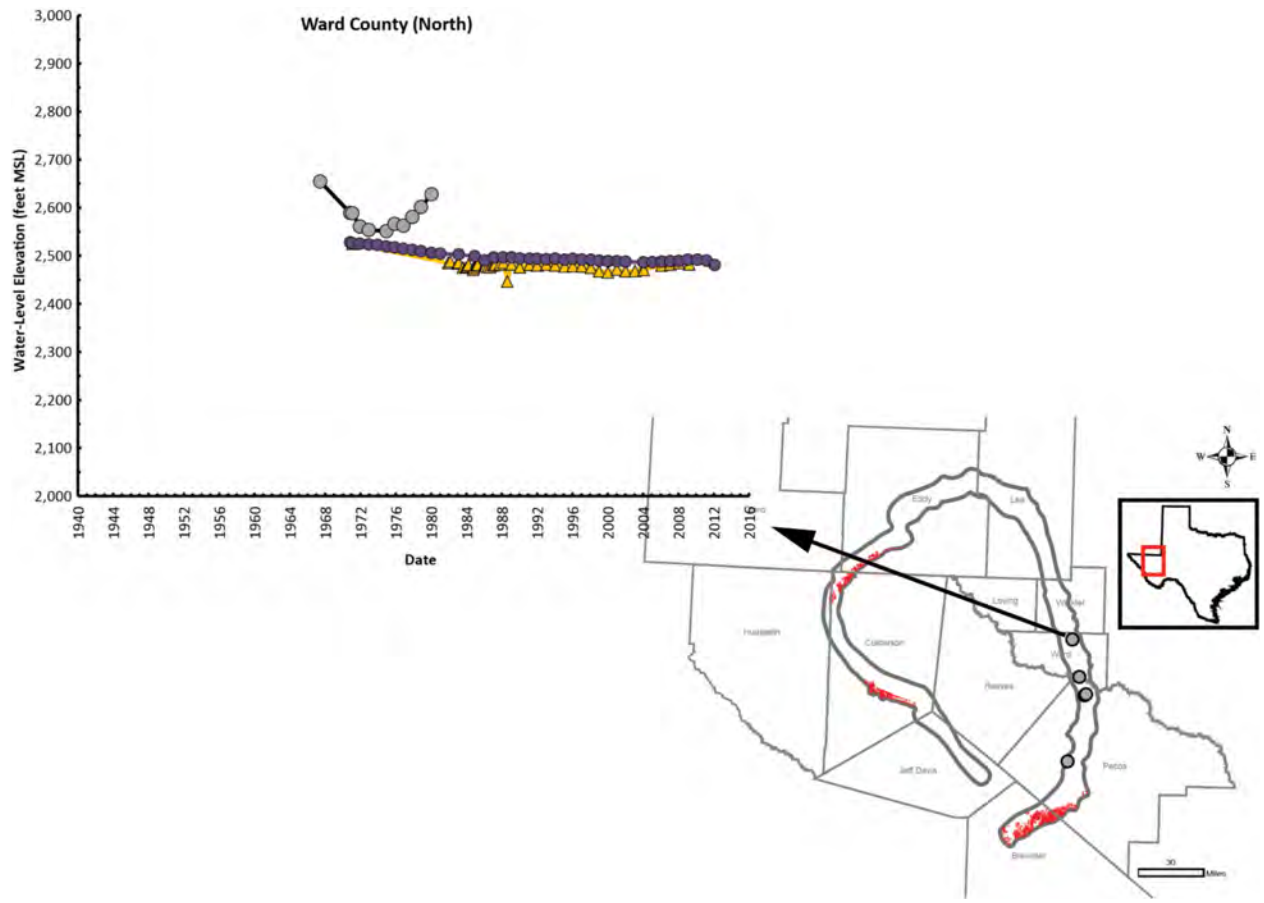 Ward County (North)
3,000
2,900
2,800
2,700
2,600
2,500
2,400
2,300
2,200
2,100
2,000
Water-Level Elevation (feet MSL)
1940
1944
1948
1952
1956
1960
1964
1968
1972
1976
1980
1984
1988
1992
1996
2000
2004
2008
2012
2016
Date
N
W E
S
Eddy
Lea
Loving
Winkler
Hudspeth
Culberson
Ward
Reeves
Jeff Davis
Pecos
Brewster
30
Miles